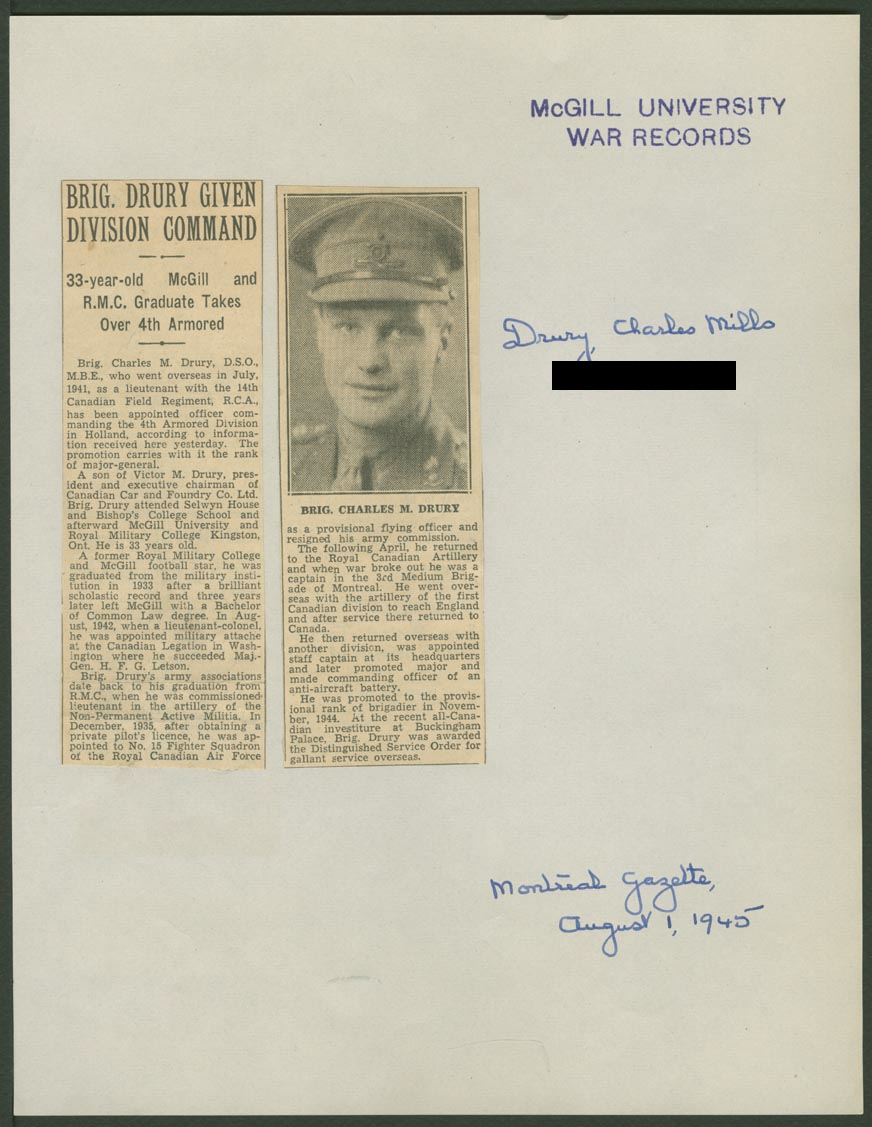 McGILL UNIVERSITY
WAR RECORDS
BRIG. DRURY GIVEN
DIVISION COMMAND
33-year-old McGill and
R.M.C. Graduate Takes
Over 4th Armored
Brig. Charles M. Drury, D.S.O.,
M.B.E., who went overseas in July,
1941, as a lieutenant with the 14th
Canadian Field Regiment, R.C.A.,
has been appointed officer com-
manding the 4th Armored Division
in Holland, according to informa-
tion received here yesterday. The
promotion carries with it the rank
of major-general.
A son of Victor M. Drury, pres-
ident and executive chairman of
Canadian Car and Foundry Co. Ltd.
Brig. Drury attended Selwyn House
and Bishop's College School and
afterward McGill University and
Royal Military College Kingston,
Ont. He is 33 years old.
A former Royal Military College
and McGill football star, he was
graduated from the military insti-
tution in 1933 after a brilliant
scholastic record and three years
later left McGill with a Bachelor
of Common Law degree. In Aug-
ust, 1942, when a lieutenant-colonel,
he was appointed military attache
at the Canadian Legation in Wash-
ington where he succeeded Maj.-
Gen. H. F. G. Letson.
Brig. Drury's army associations
date back to his graduation from
R.M.C., when he was commissioned
lieutenant in the artillery of the
Non-Permanent Active Militia. In
December, 1935, after obtaining a
private pilot's licence, he was ap-
pointed to No. 15 Fighter Squadron
of the Royal Canadian Air Force
BRIG. CHARLES M. DRURY
as a provisional flying officer and
resigned his army commission.
The following April, he returned
to the Royal Canadian Artillery
and when war broke out he was a
captain in the 3rd Medium Brig-
ade of Montreal. He went over-
seas with the artillery of the first
Canadian division to reach England
and after service there returned to
Canada.
He then returned overseas with
another division, was appointed
staff captain at its headquarters
and later promoted major and
made commanding officer of an
anti-aircraft battery.
He was promoted to the provis-
ional rank of brigadier in Novem-
ber, 1944. At the recent all-Cana-
dian investiture at Buckingham
Palace, Brig. Drury was awarded
the Distinguished Service Order for
gallant service overseas.
Drury, Charles Mills
Montreal Gazette,
August 1, 1945